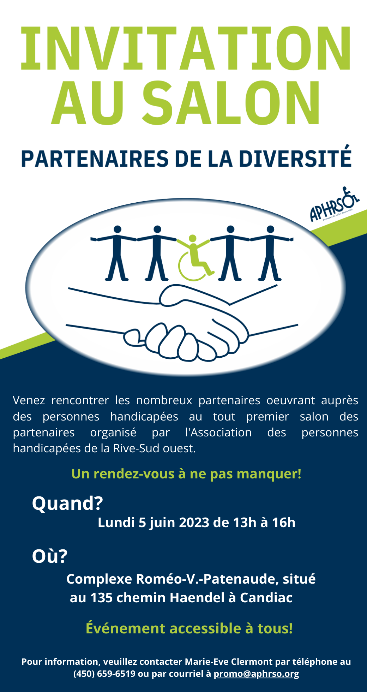 INVITATION
AU SALON
PARTENAIRES DE LA DIVERSITÉ
APHRSO
Venez rencontrer les nombreux partenaires oeuvrant auprès
des personnes handicapées au tout premier salon des
partenaires organisé par l'Association des personnes
handicapées de la Rive-Sud ouest.
Un rendez-vous à ne pas manquer!
Quand?
Lundi 5 juin 2023 de 13h à 16h
Où?
Complexe Roméo-V.-Patenaude, situé
au 135 chemin Haendel à Candiac
Événement accessible à tous!
Pour information, veuillez contacter Marie-Eve Clermont par téléphone au
(450) 659-6519 ou par courriel à promo@aphrso.org